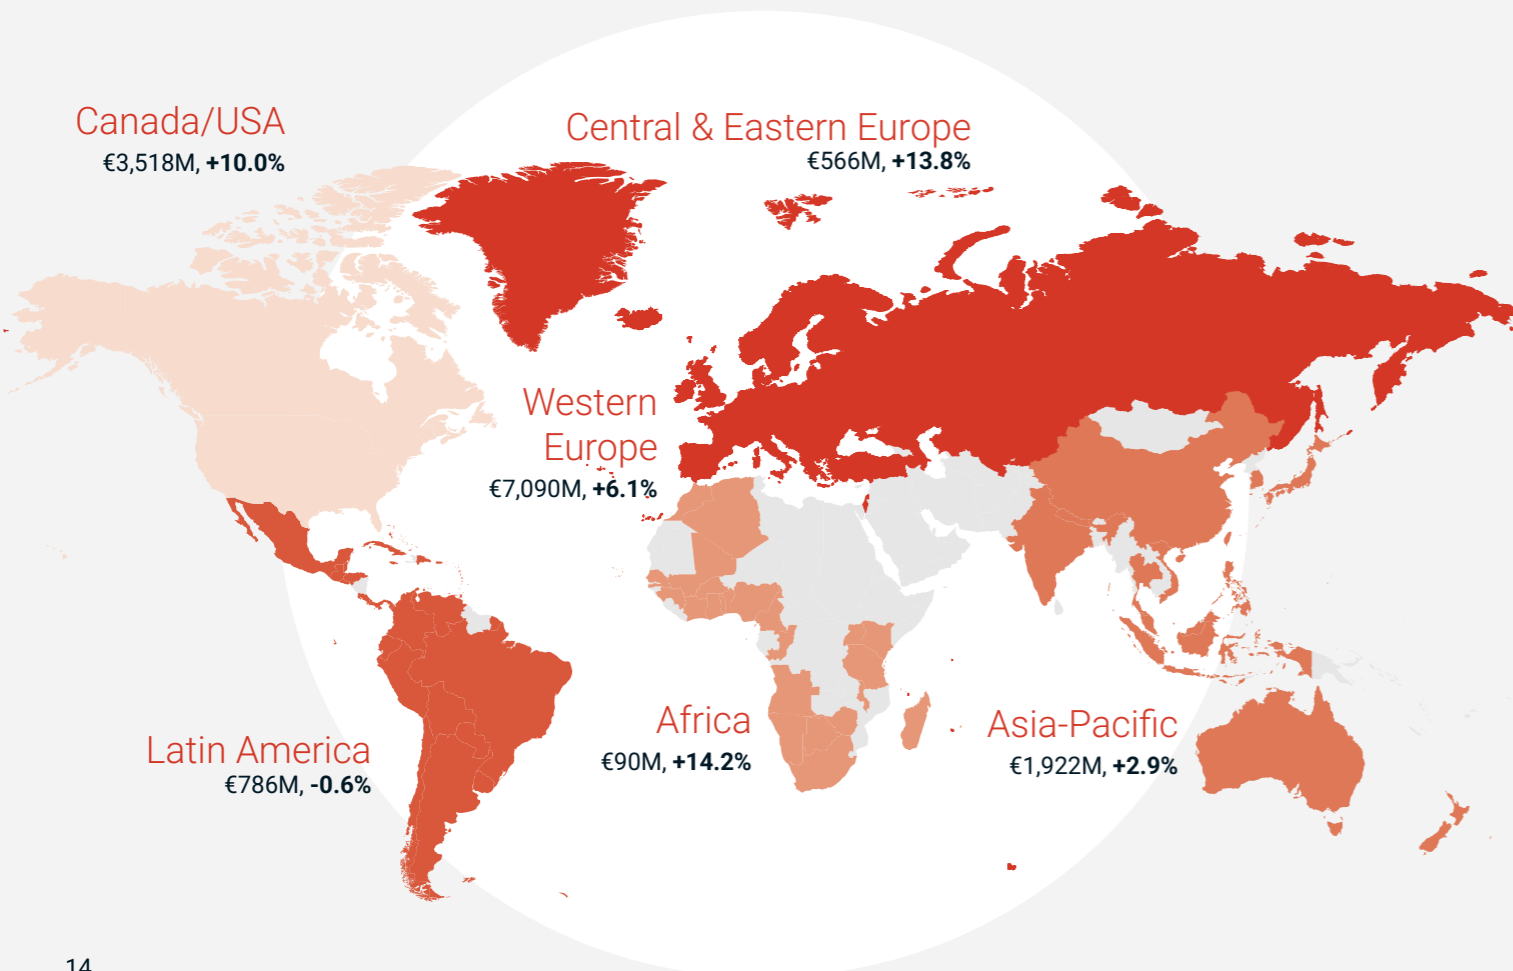 Canada/USA
€3,518M, +10.0%
Central & Eastern Europe
€566M, +13.8%
Western
Europe
€7,090M, +6.1%
Latin America
€786M, -0.6%
Africa
€90M, +14.2%
Asia-Pacific
€1,922M, +2.9%
14